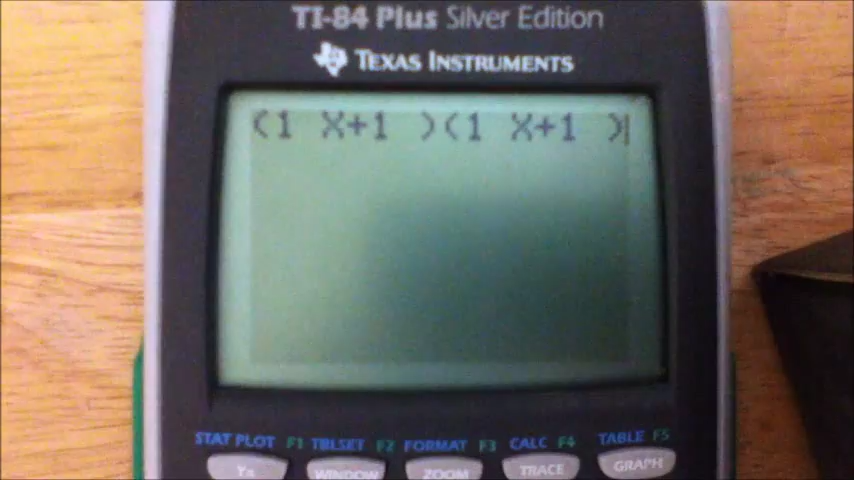 TI-84 Plus Silver Edition
TEXAS INSTRUMENTS
(1 X+1 )(1 X+1 )
STAT PLOT F1 TBLSET F2 FORMAT F3 CALC F4 TABLE F5
Y= WINDOW ZOOM TRACE GRAPH